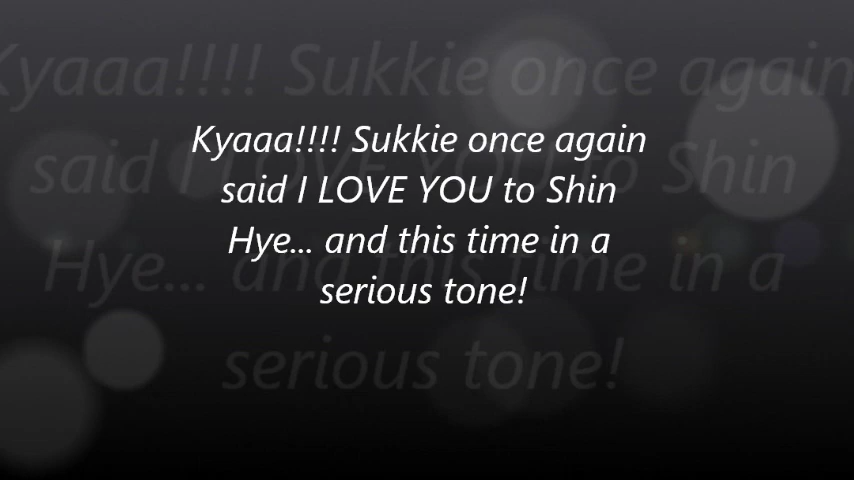 Kyaaa!!!! Sukkie once again
said I LOVE YOU to Shin
Hye... and this time in a
serious tone!